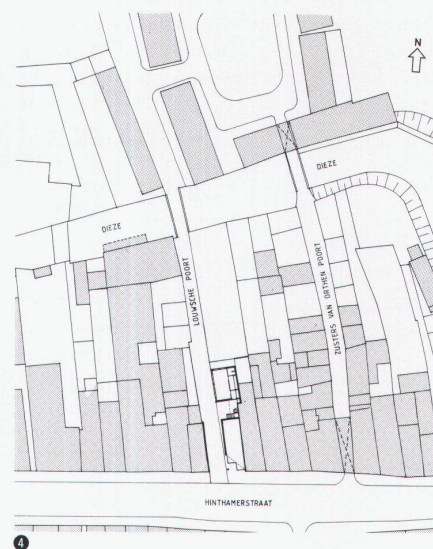 N
DIEZE
DIEZE
LOUWSCHE POORT
ZUSTERS VAN ORTHEN POORT
HINTHAMERSTRAAT
4